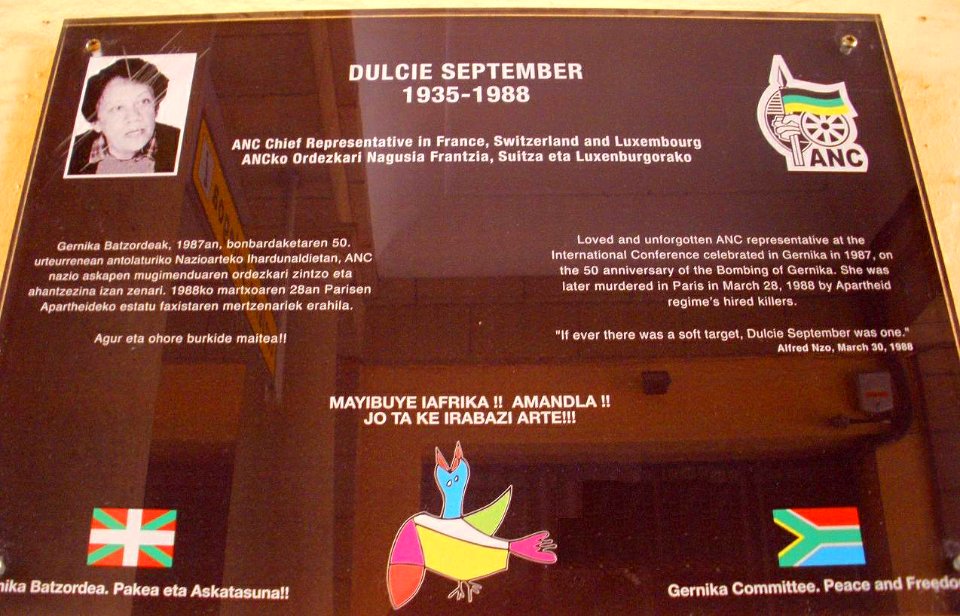 DULCIE SEPTEMBER
1935-1988
ANC Chief Representative in France, Switzerland and Luxembourg
ANCko Ordezkari Nagusia Frantzia, Suitza eta Luxenburgorako
ANC
Gernika Batzordeak, 1987an, bonbardaketaren 50.
urteurrenean antolaturiko Nazioarteko Ihardunaldietan, ANC
nazio askapen mugimenduaren ordezkari zintzo eta
ahantzezina izan zenari. 1988ko martxoaren 28an Parisen
Apartheideko estatu faxistaren mertzenariek erahila.
Agur eta ohore burkide maitea!!
Loved and unforgotten ANC representative at the
International Conference celebrated in Gernika in 1987, on
the 50 anniversary of the Bombing of Gernika. She was
later murdered in Paris in March 28, 1988 by Apartheid
regime's hired killers.
"If ever there was a soft target, Dulcie September was one."
Alfred Nzo, March 30, 1988
MAYIBUYE IAFRIKA !! AMANDLA !!
JO TA KE IRABAZI ARTE!!!
Batzordea. Pakea eta Askatasuna!!
Gernika Committee. Peace and